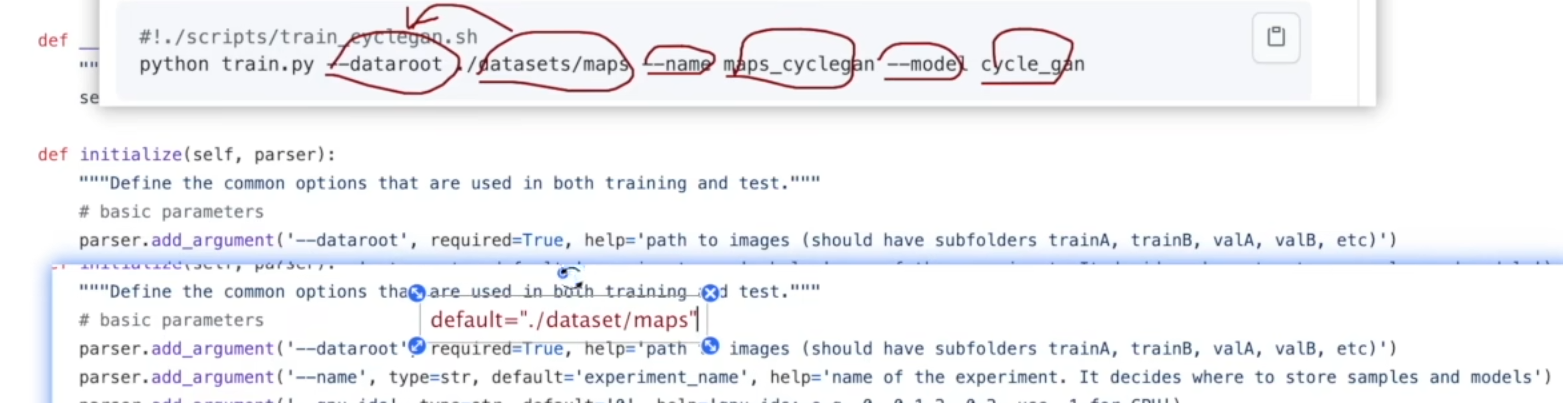 #!./scripts/train_cyclegan.sh
def __
python train.py --dataroot ./datasets/maps --name maps_cyclegan --model cycle_gan
"""
se
def initialize(self, parser):
"""Define the common options that are used in both training and test."""
# basic parameters
parser.add_argument('--dataroot', required=True, help='path to images (should have subfolders trainA, trainB, valA, valB, etc)')
"""Define the common options tha are used in both training d test."""
# basic parameters
default="./dataset/maps"
parser.add_argument('--dataroot' required=True, help='path images (should have subfolders trainA, trainB, valA, valB, etc)')
parser.add_argument('--name', type=str, default='experiment_name', help='name of the experiment. It decides where to store samples and models')